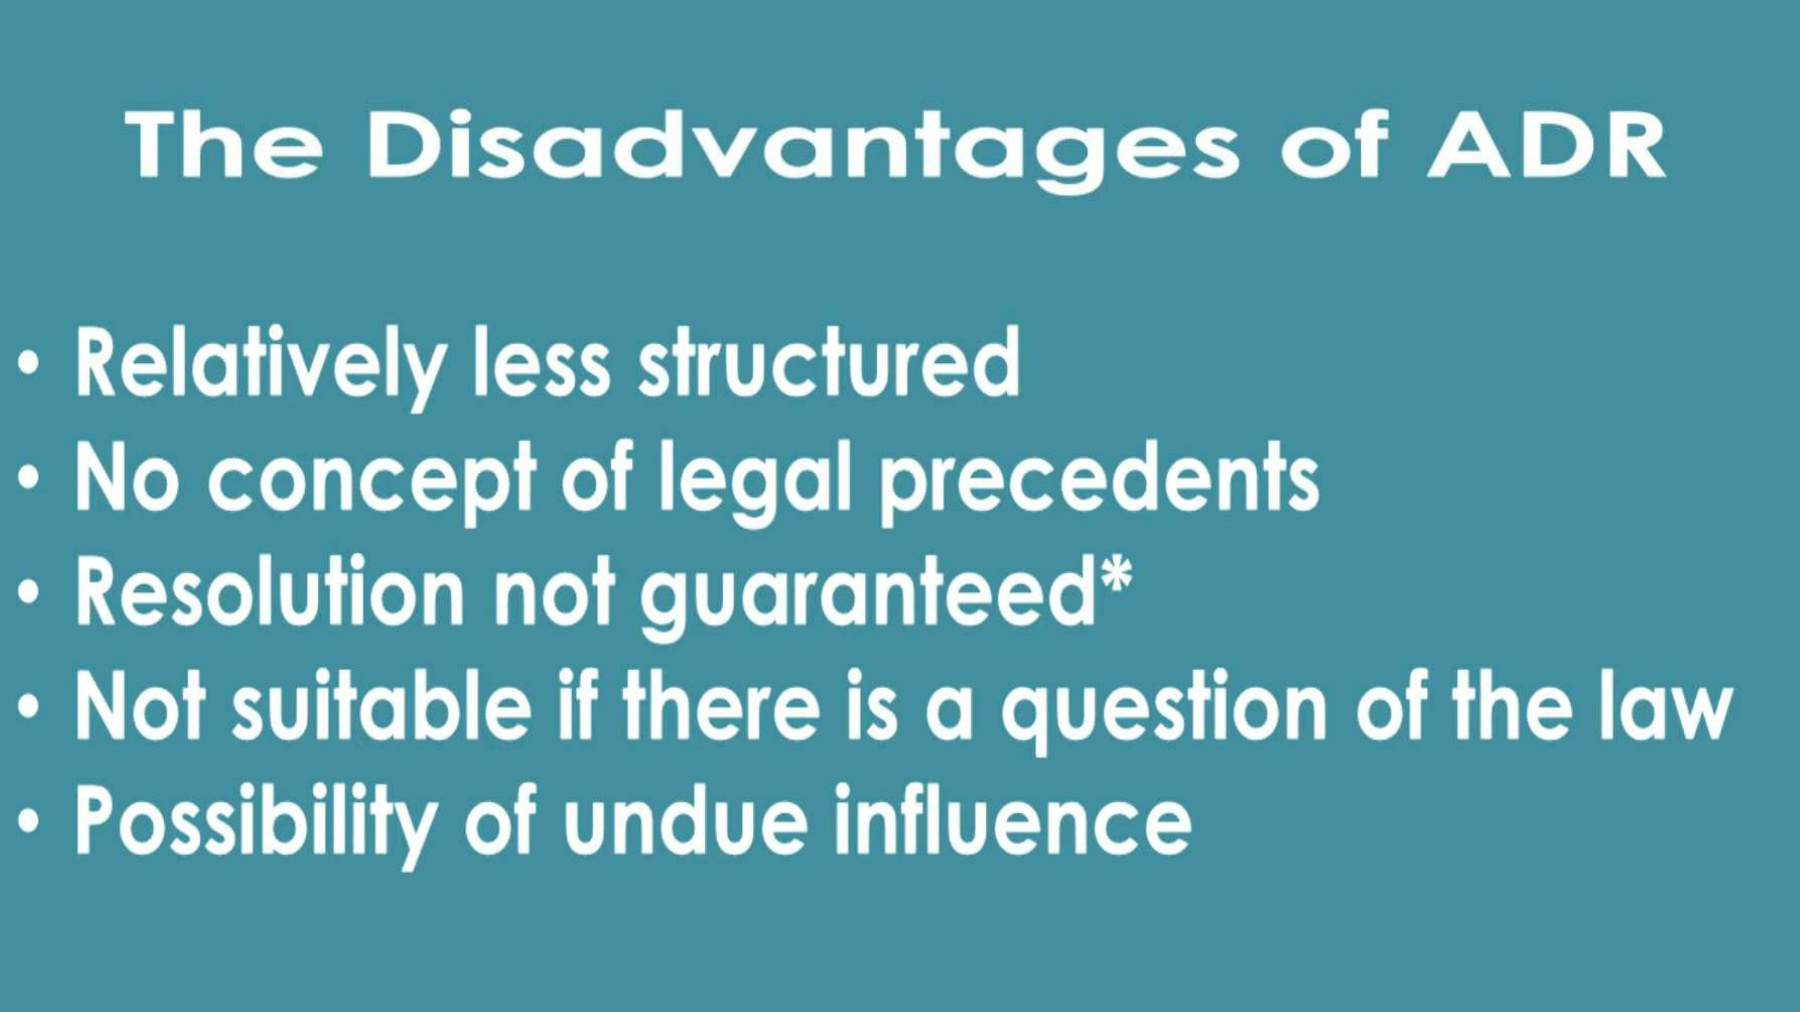 The Disadvantages of ADR
• Relatively less structured
• No concept of legal precedents
• Resolution not guaranteed*
• Not suitable if there is a question of the law
• Possibility of undue influence